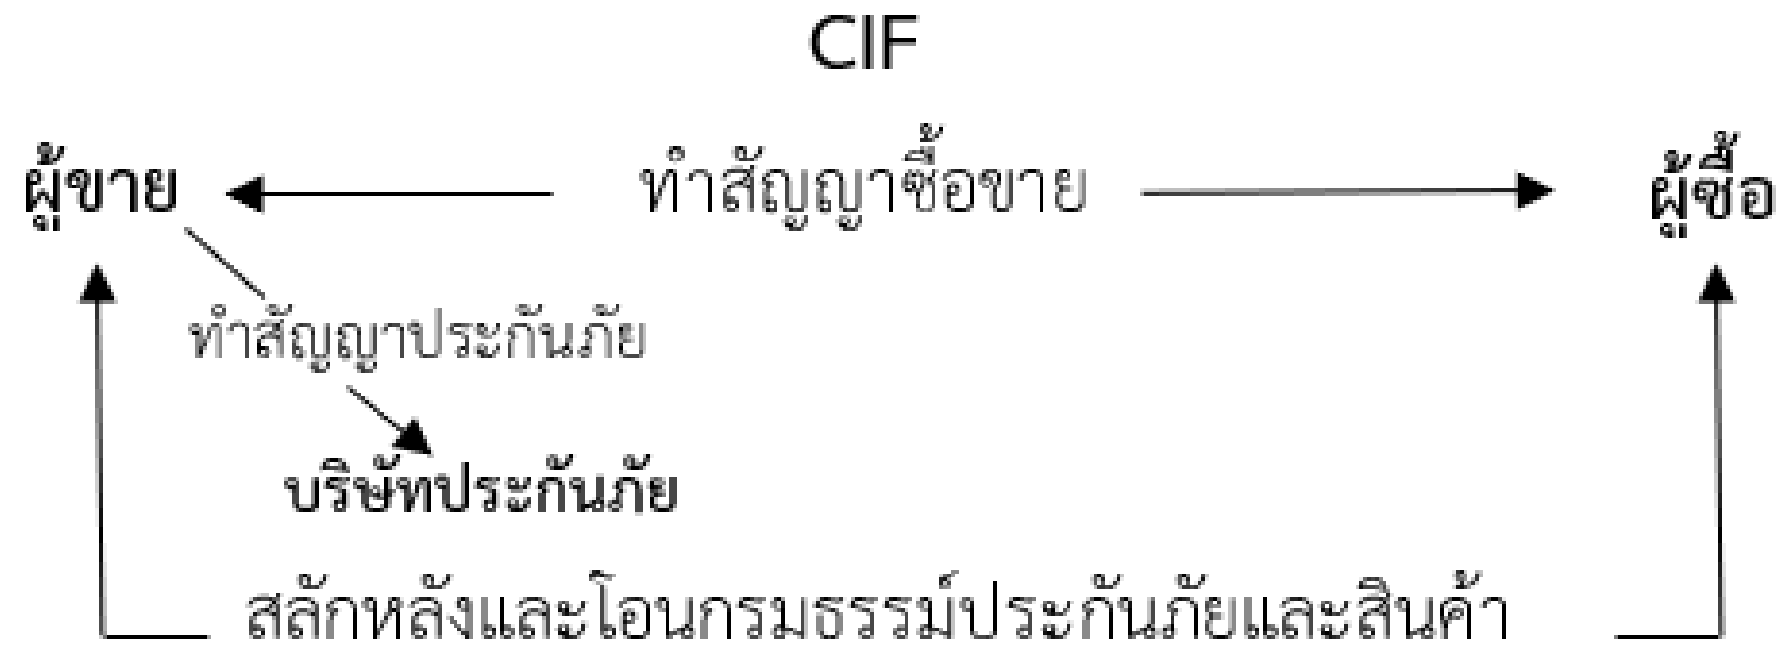 CIF
ผู้ขาย ทำสัญญาซื้อขาย ผู้ซื้อ
ทำสัญญาประกันภัย
บริษัทประกันภัย
สลักหลังและโอนกรมธรรม์ประกันภัยและสินค้า